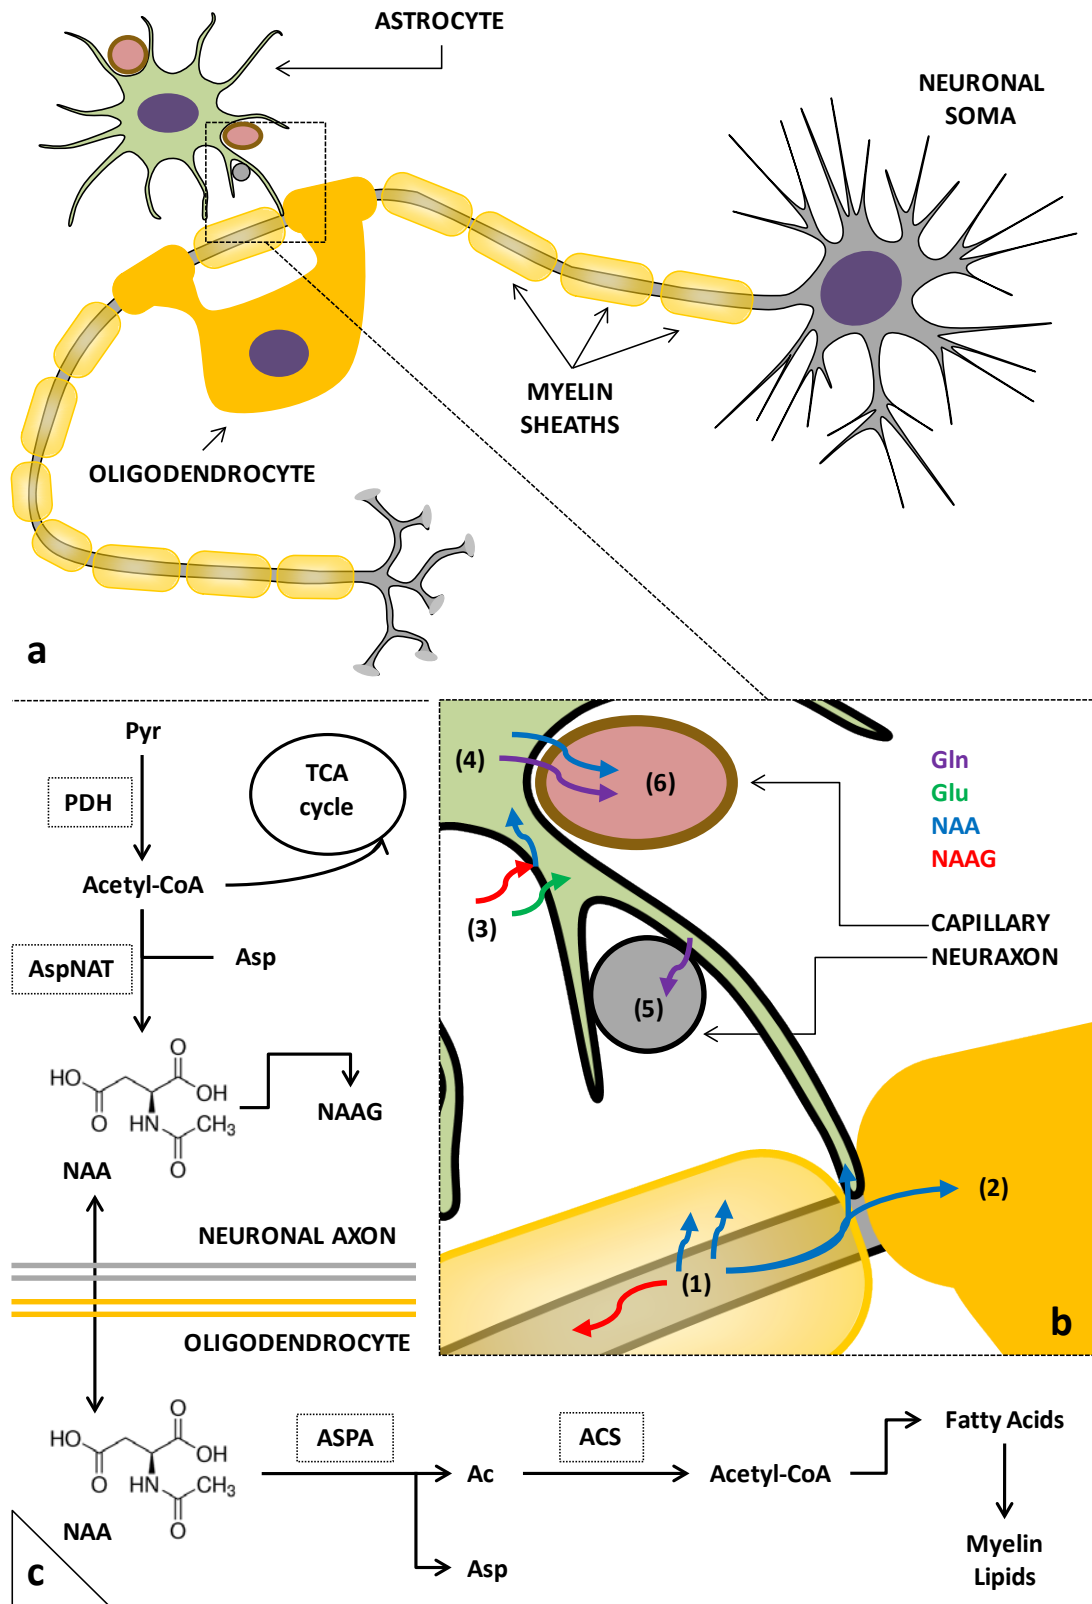 ASTROCYTE
NEURONAL
SOMA
MYELIN
SHEATHS
OLIGODENDROCYTE
a
Pyr
PDH
TCA
cycle
Acetyl-CoA
AspNAT
Asp
HO
O
O
OH
HN
CH3
O
NAA
NAAG
NEURONAL AXON
OLIGODENDROCYTE
(4)
(6)
(3)
(5)
(2)
(1)
Gln
Glu
NAA
NAAG
CAPILLARY
NEURAXON
b
HO
O
O
OH
HN
CH3
O
NAA
ASPA
Ac
Asp
ACS
Acetyl-CoA
Fatty Acids
Myelin
Lipids
c